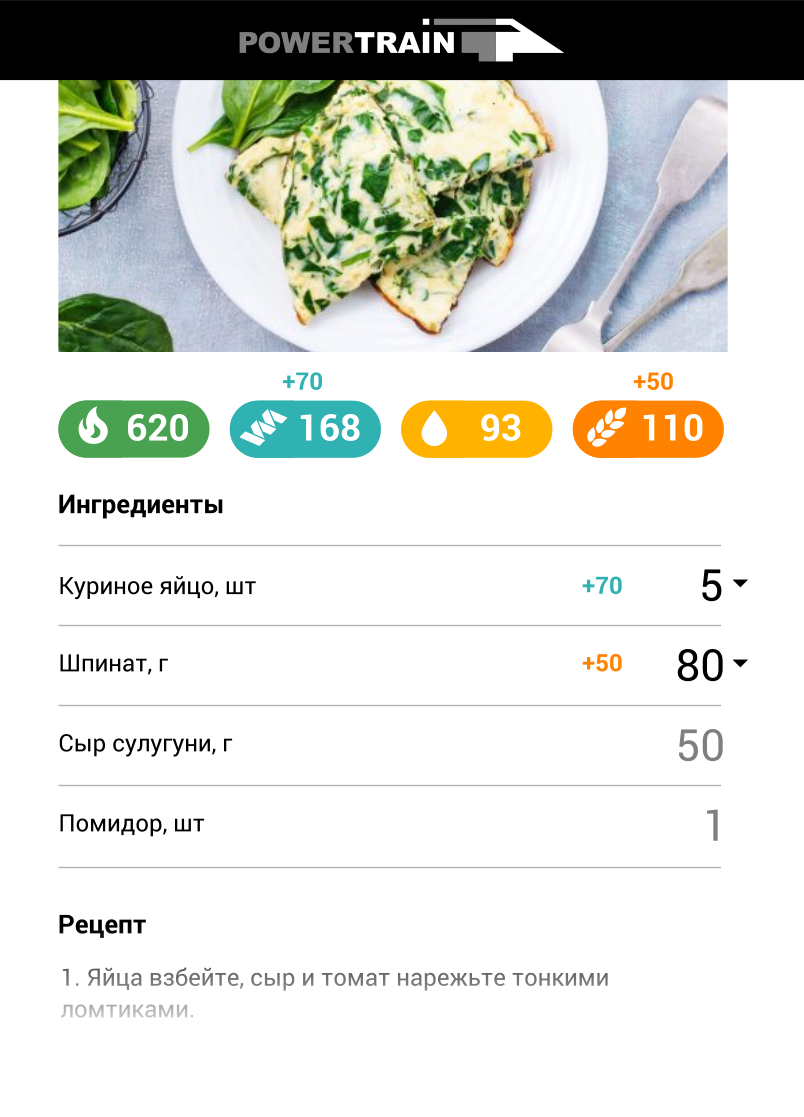 POWERTRAIN
+70
+50
620
168
93
110
Ингредиенты
Куриное яйцо, шт +70 5
Шпинат, г +50 80
Сыр сулугуни, г 50
Помидор, шт 1
Рецепт
1. Яйца взбейте, сыр и томат нарежьте тонкими
ломтиками.